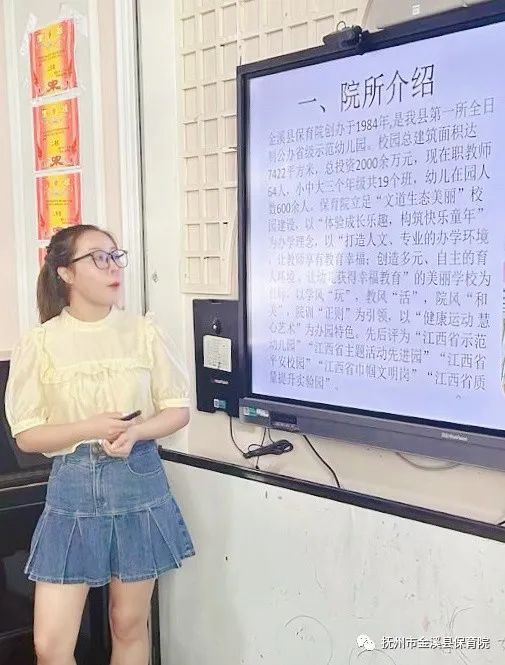 一、院所介绍
金溪县保育院创办于1984年,是我县第一所全日
制公办省级示范幼儿园。校园总建筑面积达
7422平方米，总投资2000余万元，现在职教师
64人，小中大三个年级共19个班，幼儿在园人
数600余人。保育院立足“文道生态美丽”校
园建设，以“体验成长乐趣，构筑快乐童年”
为办学理念，以“打造人文、专业的办学环境
，让教师享有教育幸福；创造多元、自主的育
人环境，让幼儿获得幸福教育”的美丽学校为
目标，以学风“玩”，教风“活”，院风“和
美”，院训“正则”为引领，以“健康运动 慧
心艺术”为办园特色。先后评为“江西省示范
幼儿园”“江西省主题活动先进园”“江西省
平安校园”“江西省巾帼文明岗”“江西省质
量提升实验园”。
抚州市金溪县保育院